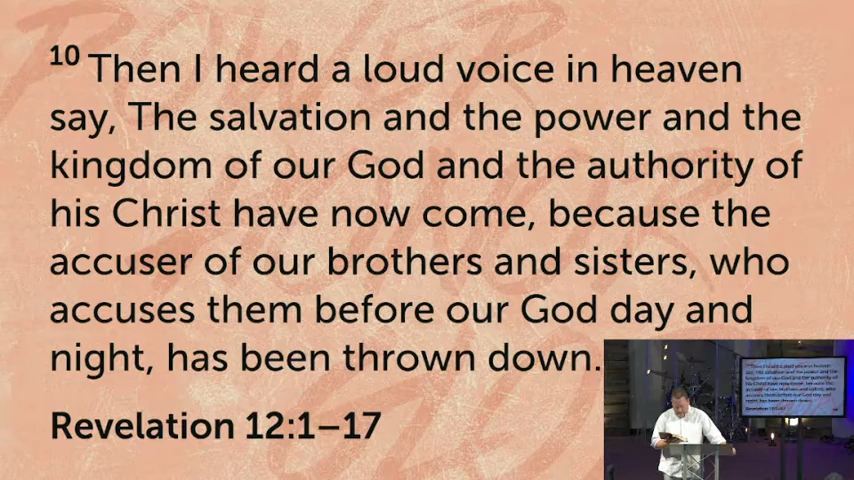 10 Then I heard a loud voice in heaven
say, The salvation and the power and the
kingdom of our God and the authority of
his Christ have now come, because the
accuser of our brothers and sisters, who
accuses them before our God day and
night, has been thrown down.
Revelation 12:1–17